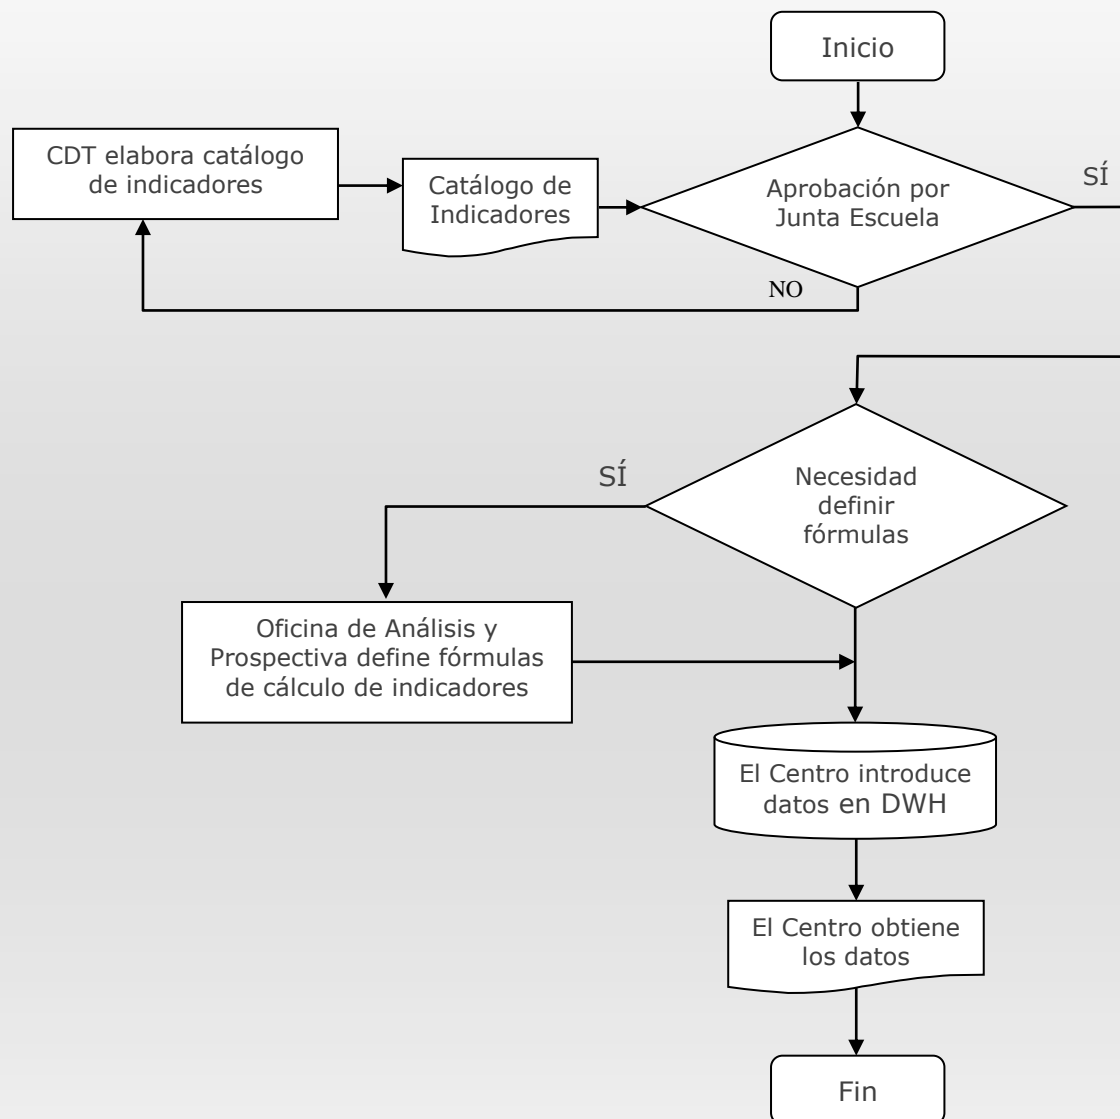 Inicio
CDT elabora catálogo
de indicadores
Catálogo de
Indicadores
Aprobación por
Junta Escuela
SÍ
NO
Necesidad
definir
fórmulas
SÍ
Oficina de Análisis y
Prospectiva define fórmulas
de cálculo de indicadores
El Centro introduce
datos en DWH
El Centro obtiene
los datos
Fin